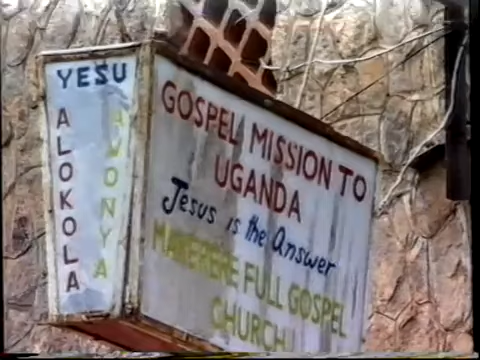 YESU
ALOKOLA
AWONYA
GOSPEL MISSION TO
UGANDA
Jesus is the Answer
MAKERERE FULL GOSPEL
CHURCH